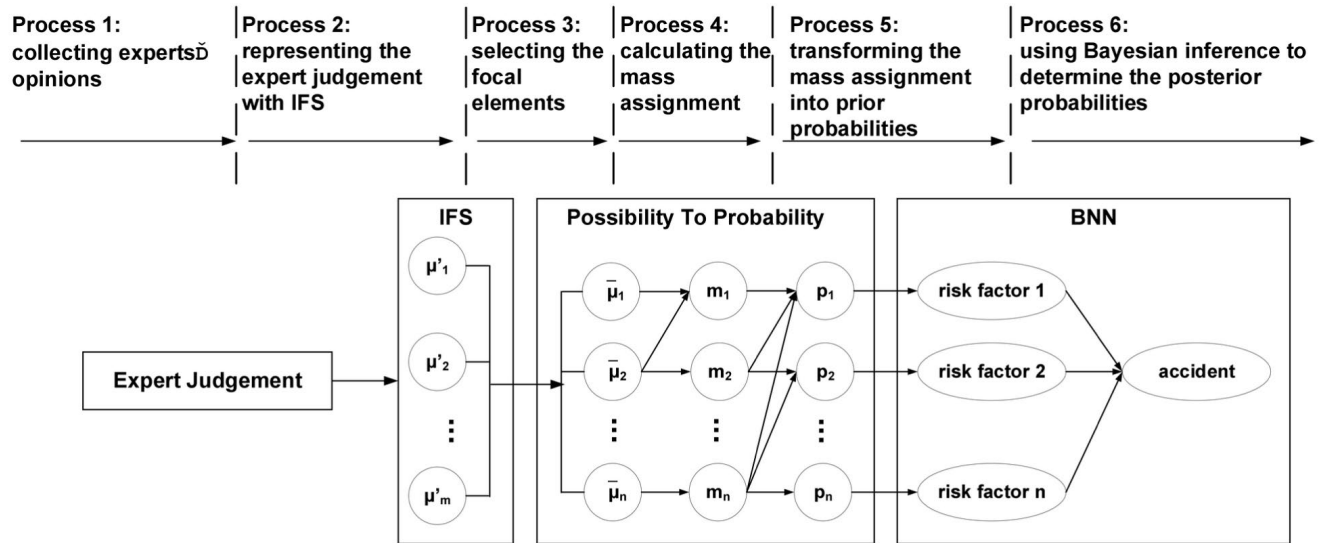 Process 1:
collecting expertsĎ
opinions
Process 2:
representing the
expert judgement
with IFS
Process 3:
selecting the
focal
elements
Process 4:
calculating the
mass
assignment
Process 5:
transforming the
mass assignment
into prior
probabilities
Process 6:
using Bayesian inference to
determine the posterior
probabilities
Expert Judgement
IFS
μ'₁
μ'₂
⋮
μ'ₘ
Possibility To Probability
μ̄₁ m₁ p₁
μ̄₂ m₂ p₂
⋮ ⋮ ⋮
μ̄ₙ mₙ pₙ
BNN
risk factor 1
risk factor 2
risk factor n
accident